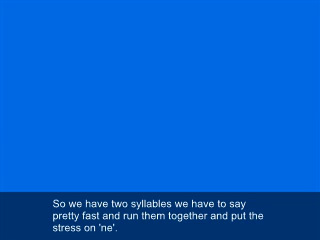 So we have two syllables we have to say
pretty fast and run them together and put the
stress on 'ne'.